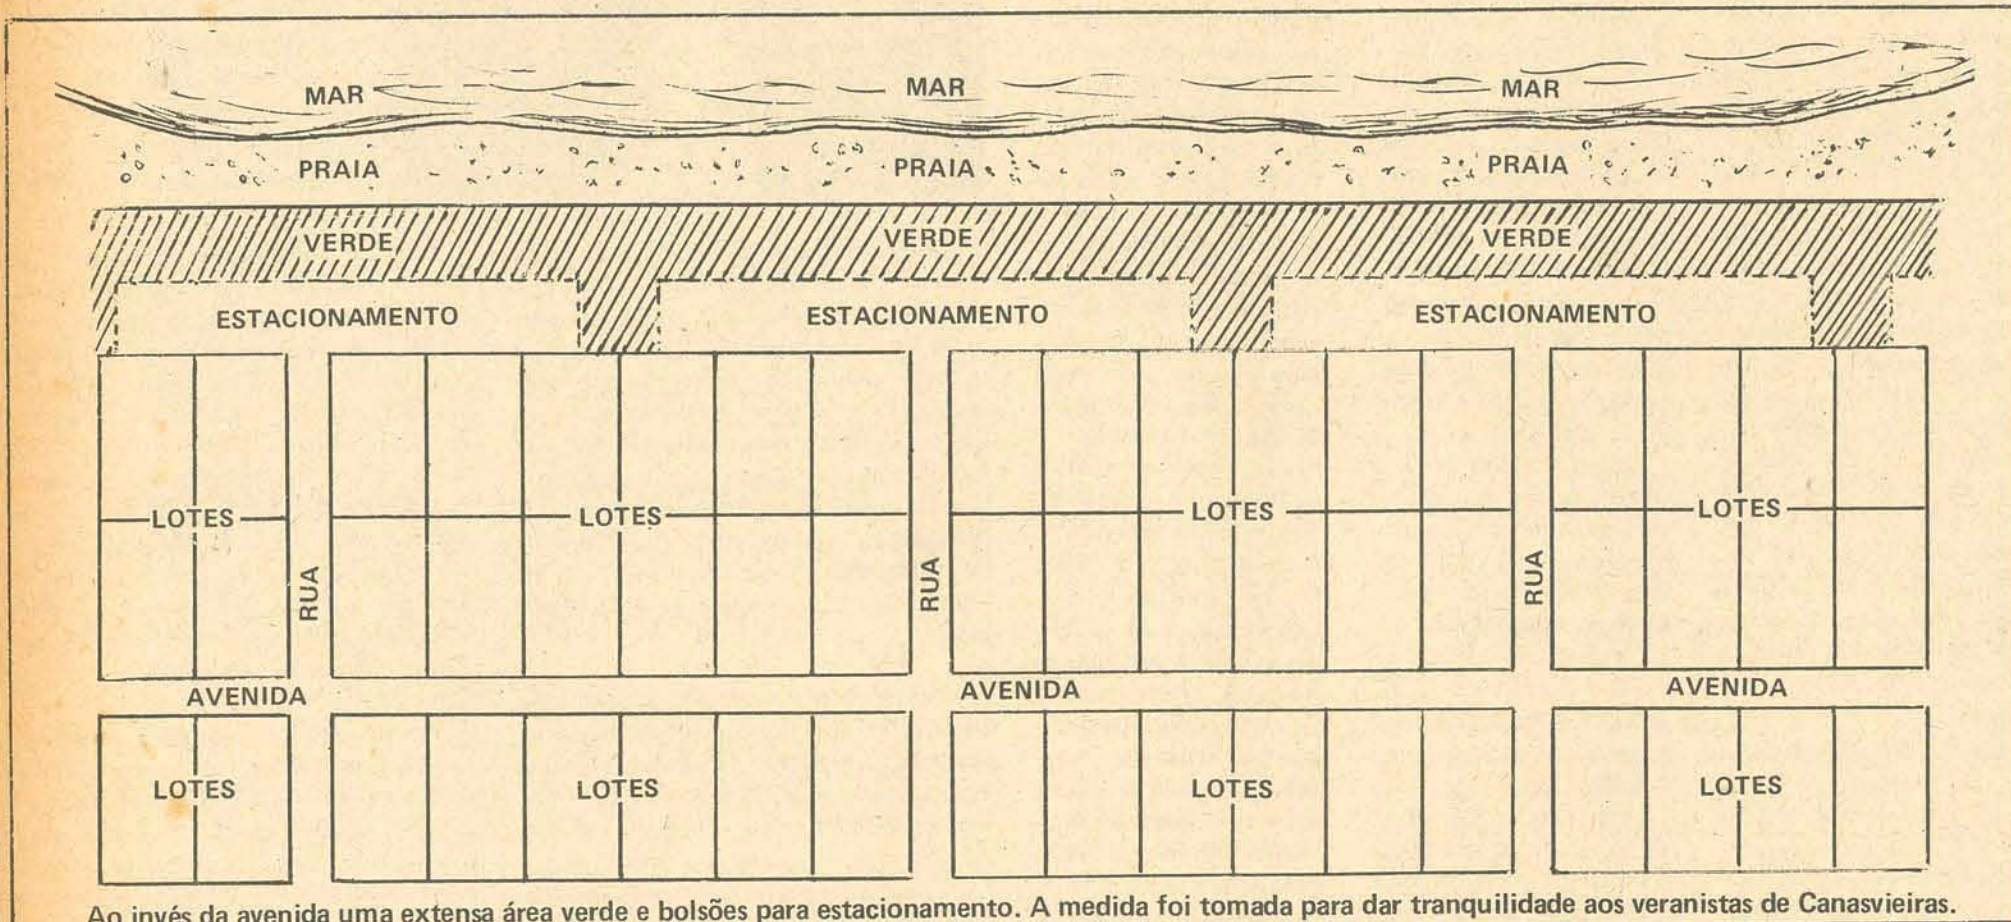 MAR MAR MAR
PRAIA PRAIA PRAIA
VERDE VERDE VERDE
ESTACIONAMENTO ESTACIONAMENTO ESTACIONAMENTO
LOTES LOTES LOTES LOTES
RUA RUA RUA
AVENIDA AVENIDA AVENIDA
LOTES LOTES LOTES LOTES
Ao invés da avenida uma extensa área verde e bolsões para estacionamento. A medida foi tomada para dar tranquilidade aos veranistas de Canasvieiras.